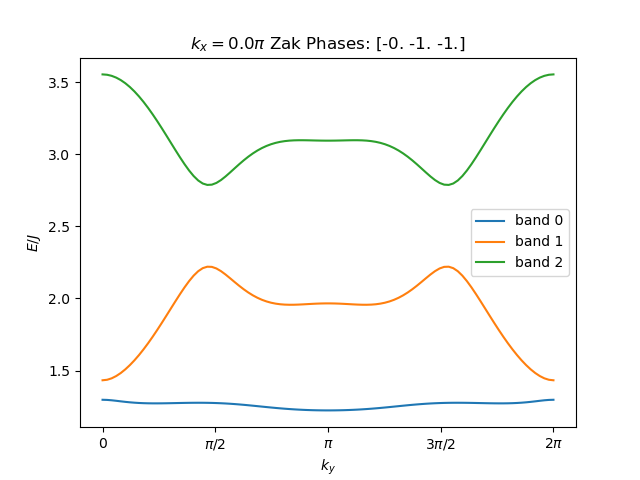 kₓ = 0.0π Zak Phases: [-0. -1. -1.]
3.5
3.0
2.5
2.0
1.5
E/J
band 0
band 1
band 2
0
π/2
π
3π/2
2π
k_y